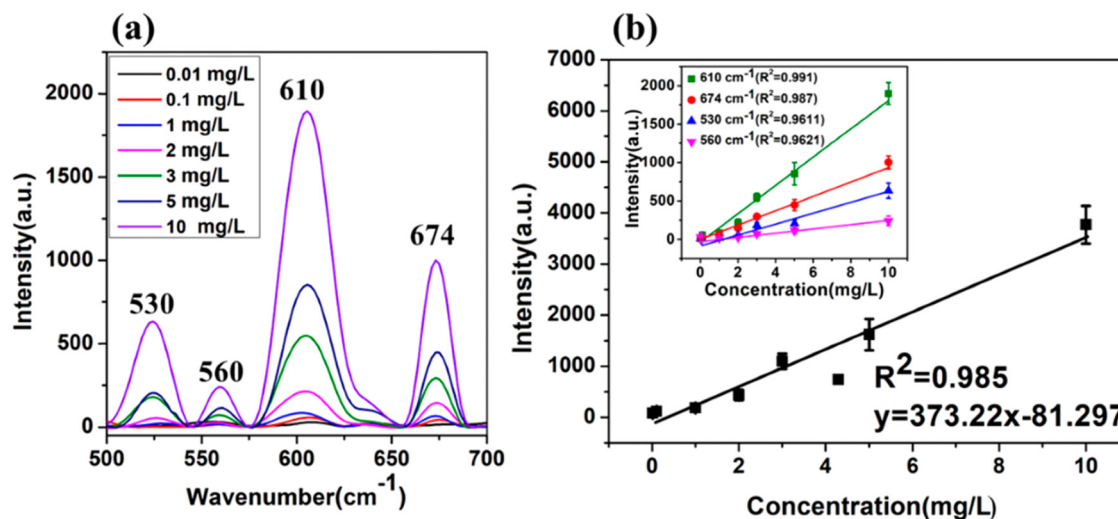 (a)
Intensity(a.u.)
2000
1500
1000
500
0
0.01 mg/L
0.1 mg/L
1 mg/L
2 mg/L
3 mg/L
5 mg/L
10 mg/L
530
560
610
674
500
550
600
650
700
Wavenumber(cm-1)
(b)
Intensity(a.u.)
7000
6000
5000
4000
3000
2000
1000
0
Intensity(a.u.)
2000
1500
1000
500
0
610 cm-1(R2=0.991)
674 cm-1(R2=0.987)
530 cm-1(R2=0.9611)
560 cm-1(R2=0.9621)
0
2
4
6
8
10
Concentration(mg/L)
R2=0.985
y=373.22x-81.297
0
2
4
6
8
10
Concentration(mg/L)